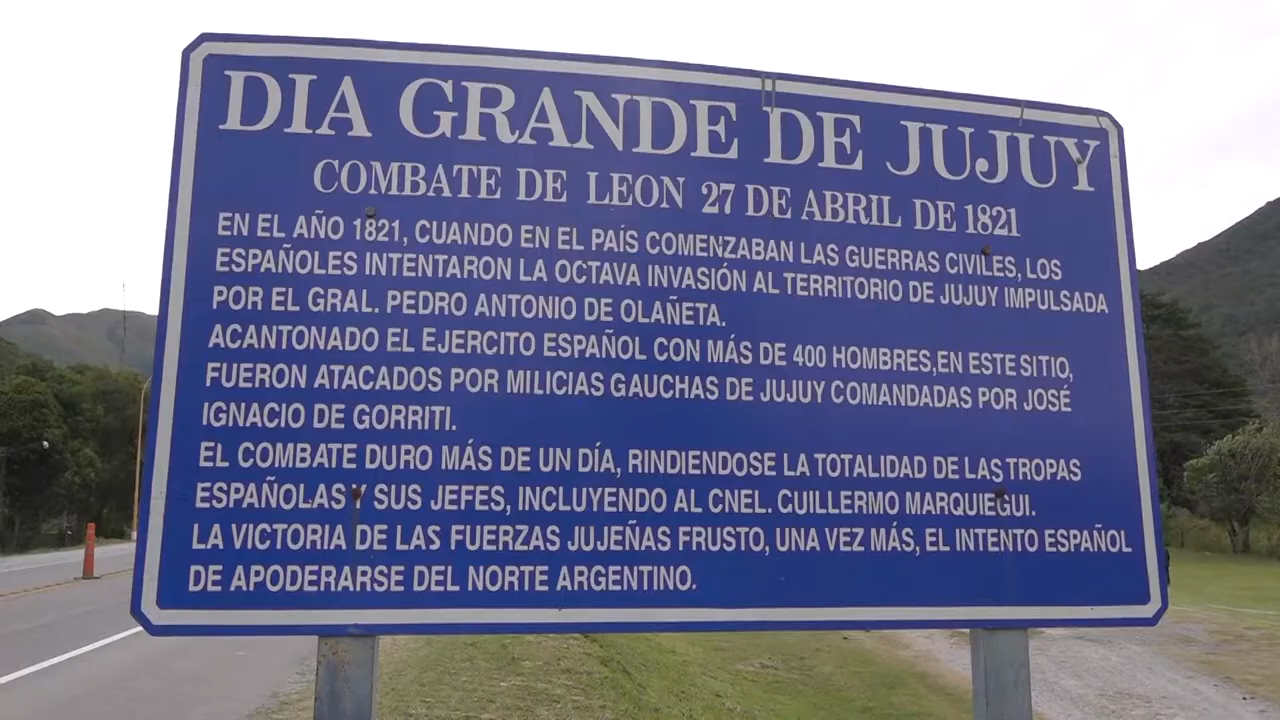 DIA GRANDE DE JUJUY
COMBATE DE LEON 27 DE ABRIL DE 1821
EN EL AÑO 1821, CUANDO EN EL PAÍS COMENZABAN LAS GUERRAS CIVILES, LOS
ESPAÑOLES INTENTARON LA OCTAVA INVASIÓN AL TERRITORIO DE JUJUY IMPULSADA
POR EL GRAL. PEDRO ANTONIO DE OLAÑETA.
ACANTONADO EL EJERCITO ESPAÑOL CON MÁS DE 400 HOMBRES,EN ESTE SITIO,
FUERON ATACADOS POR MILICIAS GAUCHAS DE JUJUY COMANDADAS POR JOSÉ
IGNACIO DE GORRITI.
EL COMBATE DURO MÁS DE UN DÍA, RINDIENDOSE LA TOTALIDAD DE LAS TROPAS
ESPAÑOLAS Y SUS JEFES, INCLUYENDO AL CNEL. GUILLERMO MARQUIEGUI.
LA VICTORIA DE LAS FUERZAS JUJEÑAS FRUSTO, UNA VEZ MÁS, EL INTENTO ESPAÑOL
DE APODERARSE DEL NORTE ARGENTINO.